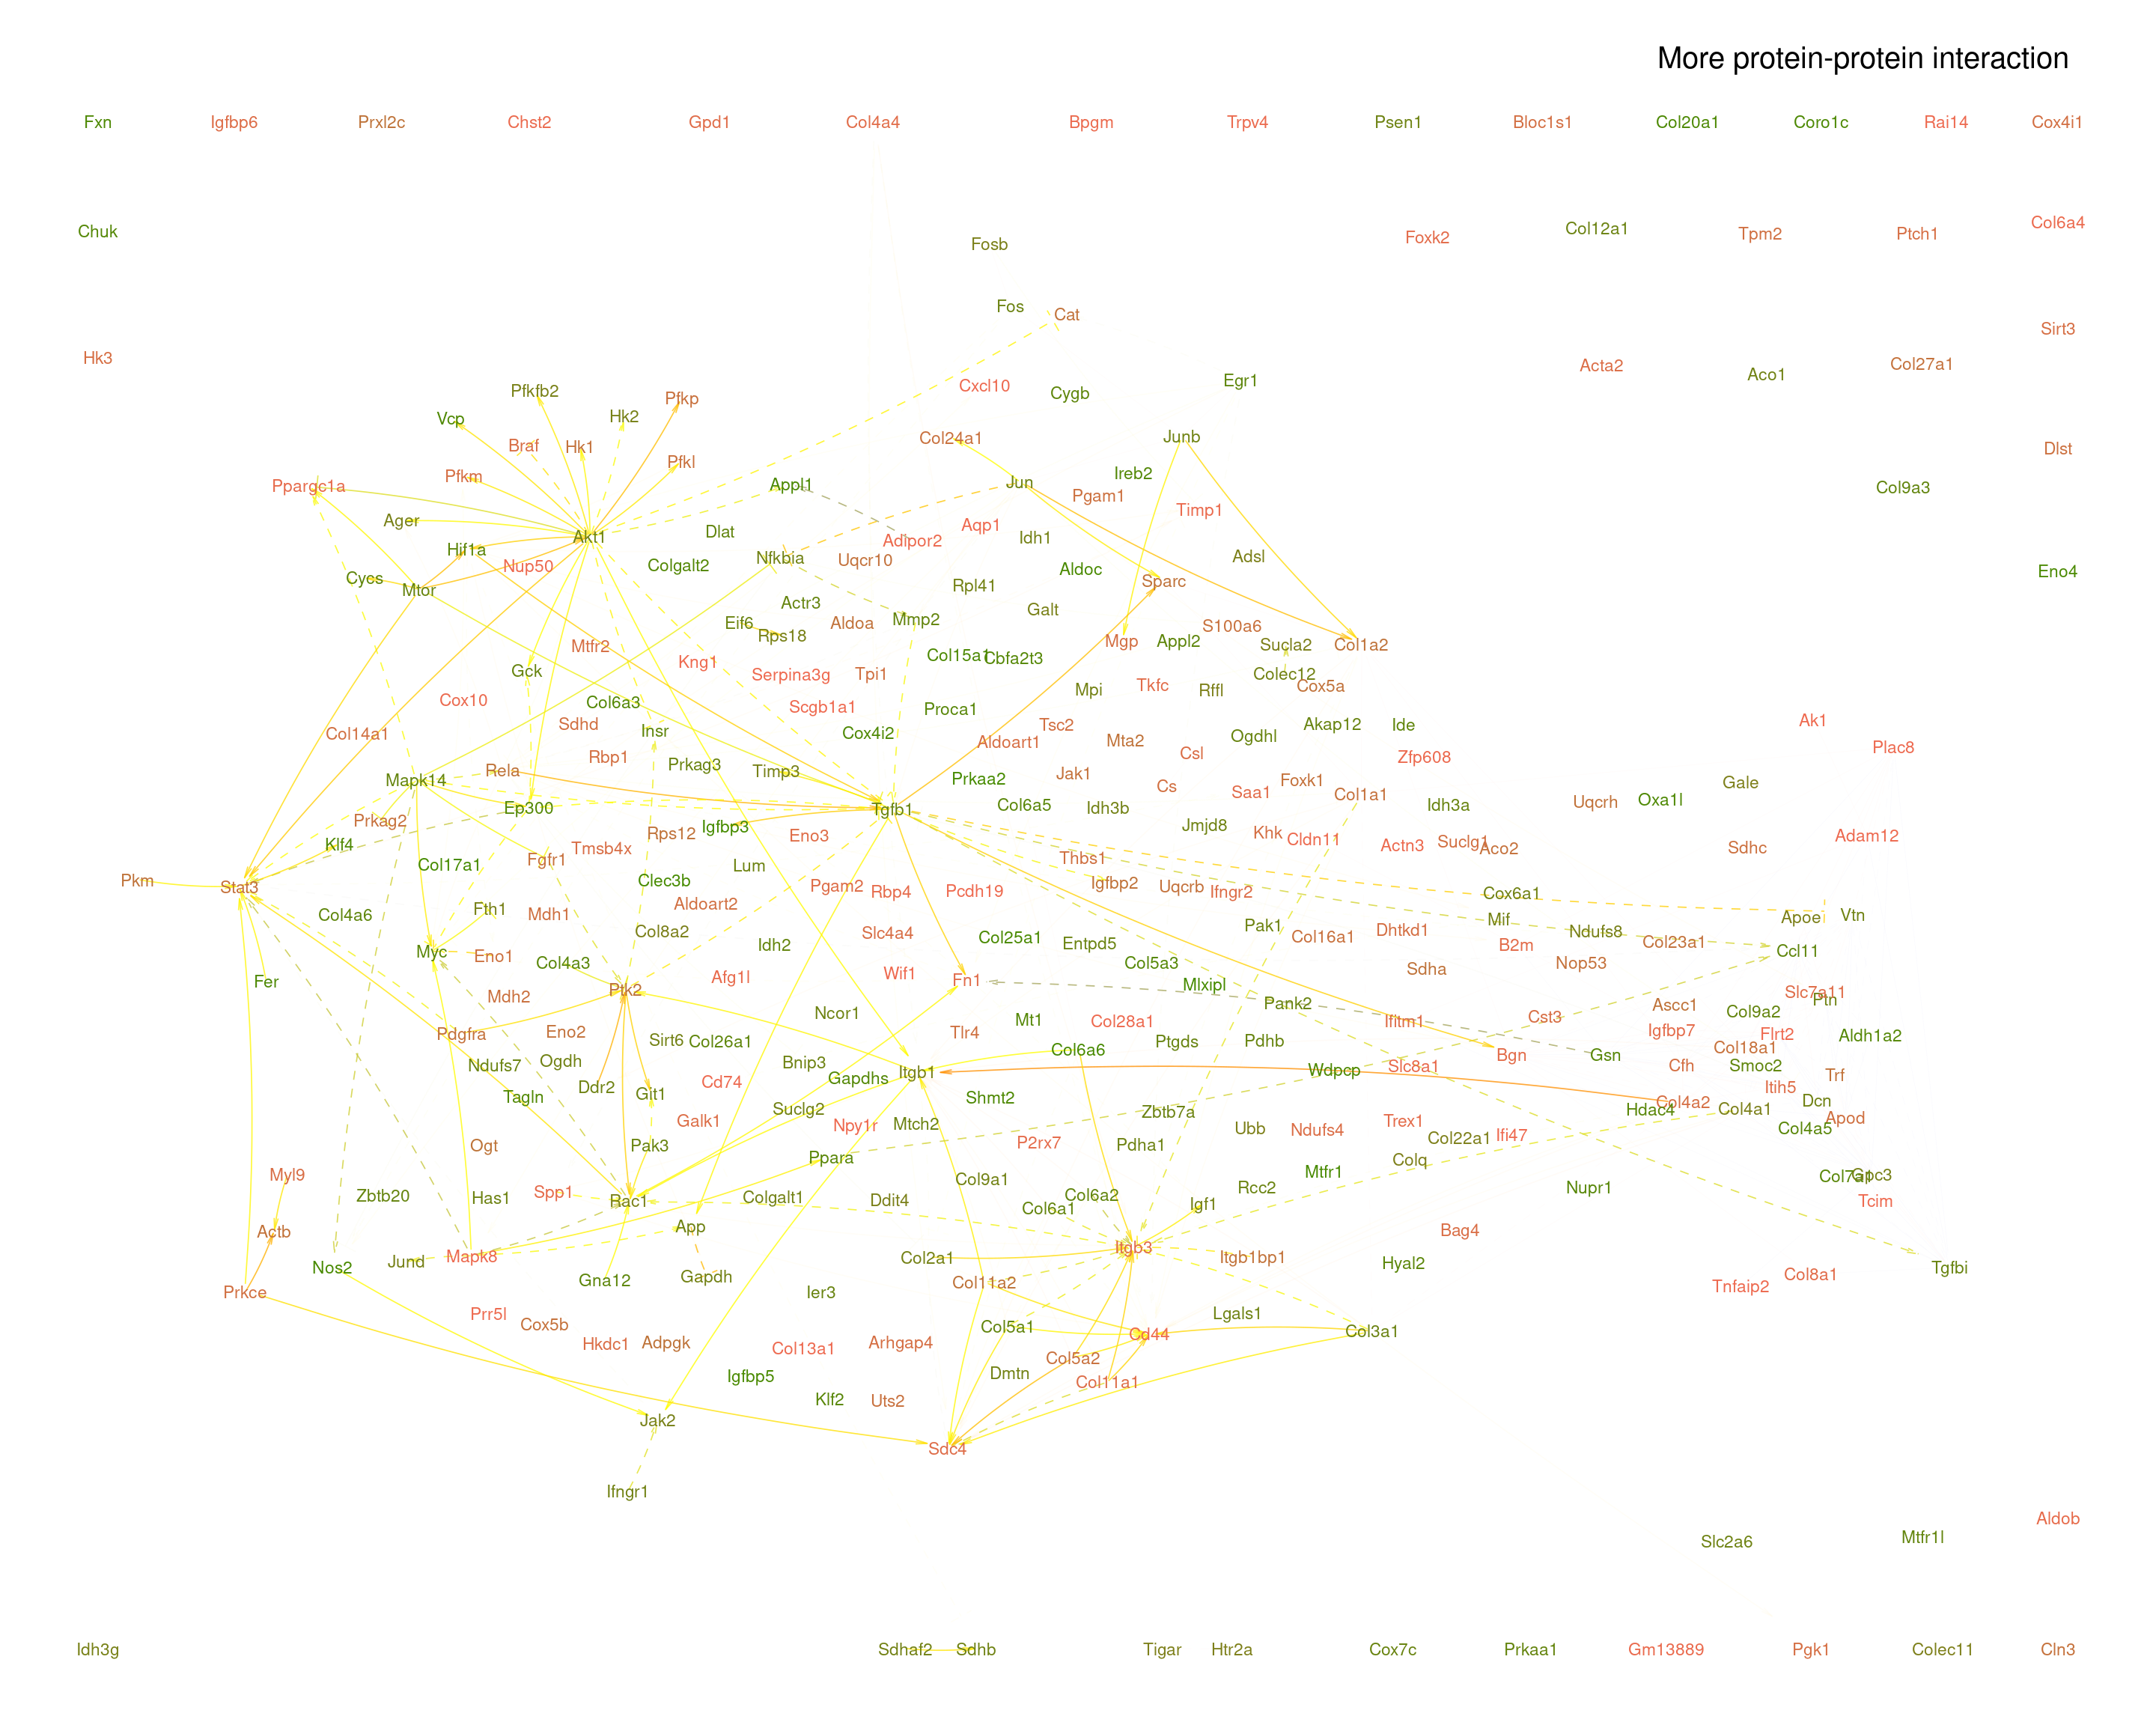 More protein-protein interaction
Fxn Igfbp6 Prxl2c Chst2 Gpd1 Col4a4 Bpgm Trpv4 Psen1 Bloc1s1 Col20a1 Coro1c Rai14 Cox4i1
Chuk Fosb Foxk2 Col12a1 Tpm2 Ptch1 Col6a4
Fos Cat Sirt3
Hk3 Acta2 Aco1 Col27a1
Pfkfb2 Pfkp Cxcl10 Cygb Egr1
Vcp Hk2
Braf Hk1 Col24a1 Junb Dlst
Pfkm Pfkl Ireb2
Ppargc1a Appl1 Jun Pgam1 Col9a3
Ager Timp1
Akt1 Dlat Adipor2 Aqp1 Idh1
Hif1a Nup50 Colgalt2 Nfkbia Uqcr10 Adsl
Cycs Mtor Rpl41 Aldoc Sparc Eno4
Actr3 Galt
Eif6 Rps18 Aldoa Mmp2 S100a6
Mtfr2 Kng1 Col15a1 Cbfa2t3 Mgp Appl2 Sucla2 Col1a2
Gck Serpina3g Tpi1 Colec12
Cox10 Col6a3 Scgb1a1 Proca1 Mpi Tkfc Rffl Cox5a
Col14a1 Sdhd Insr Cox4i2 Tsc2 Akap12 Ide Ak1
Rbp1 Aldoart1 Mta2 Csl Ogdhl Zfp608 Plac8
Mapk14 Rela Prkag3 Timp3 Prkaa2 Jak1 Cs Saa1 Foxk1 Col1a1 Gale
Ep300 Tgfb1 Col6a5 Idh3b Idh3a Uqcrh Oxa1l
Prkag2 Rps12 Igfbp3 Eno3 Jmjd8 Khk Cldn11 Actn3 Suclg1 Aco2 Sdhc Adam12
Klf4 Col17a1 Fgfr1 Tmsb4x Lum Thbs1
Pkm Stat3 Clec3b Pgam2 Rbp4 Pcdh19 Igfbp2 Uqcrb Ifngr2 Cox6a1
Col4a6 Fth1 Mdh1 Aldoart2 Mif Apoe Vtn
Myc Eno1 Col8a2 Idh2 Slc4a4 Col25a1 Entpd5 Pak1 Col16a1 Dhtkd1 B2m Ndufs8 Col23a1 Ccl11
Fer Col4a3 Afg1l Wif1 Fn1 Col5a3 Mlxipl Sdha Nop53
Mdh2 Ptk2 Ncor1 Pank2 Cst3 Ascc1 Col9a2 Slc7a11 Ptn
Pdgfra Eno2 Sirt6 Col26a1 Tlr4 Mt1 Col28a1 Ptgds Pdhb Ifitm1 Igfbp7 Flrt2 Aldh1a2
Ndufs7 Ogdh Bnip3 Gapdhs Itgb1 Col6a6 Wdpcp Slc8a1 Bgn Gsn Cfh Col18a1 Smoc2 Trf
Tagln Ddr2 Git1 Cd74 Suclg2 Shmt2 Itih5
Galk1 Npy1r Mtch2 Zbtb7a Hdac4 Col4a2 Col4a1 Dcn Apod
Ogt Pak3 Ppara P2rx7 Pdha1 Ubb Ndufs4 Trex1 Col22a1 Ifi47 Col4a5
Myl9 Zbtb20 Has1 Spp1 Rac1 Colgalt1 Ddit4 Col9a1 Col6a2 Col6a1 Igf1 Rcc2 Mtfr1 Colq Nupr1 Col7a1 Gpc3 Tcim
Actb App Bag4
Nos2 Jund Mapk8 Gna12 Gapdh Col2a1 Itgb3 Itgb1bp1 Hyal2 Tgfbi
Prkce Ier3 Col11a2 Tnfaip2 Col8a1
Prr5l Cox5b Hkdc1 Adpgk Col13a1 Arhgap4 Col5a1 Cd44 Lgals1 Col3a1
Igfbp5 Dmtn Col5a2 Col11a1
Klf2 Uts2
Jak2 Sdc4
Ifngr1 Aldob
Slc2a6 Mtfr1l
Idh3g Sdhaf2 Sdhb Tigar Htr2a Cox7c Prkaa1 Gm13889 Pgk1 Colec11 Cln3